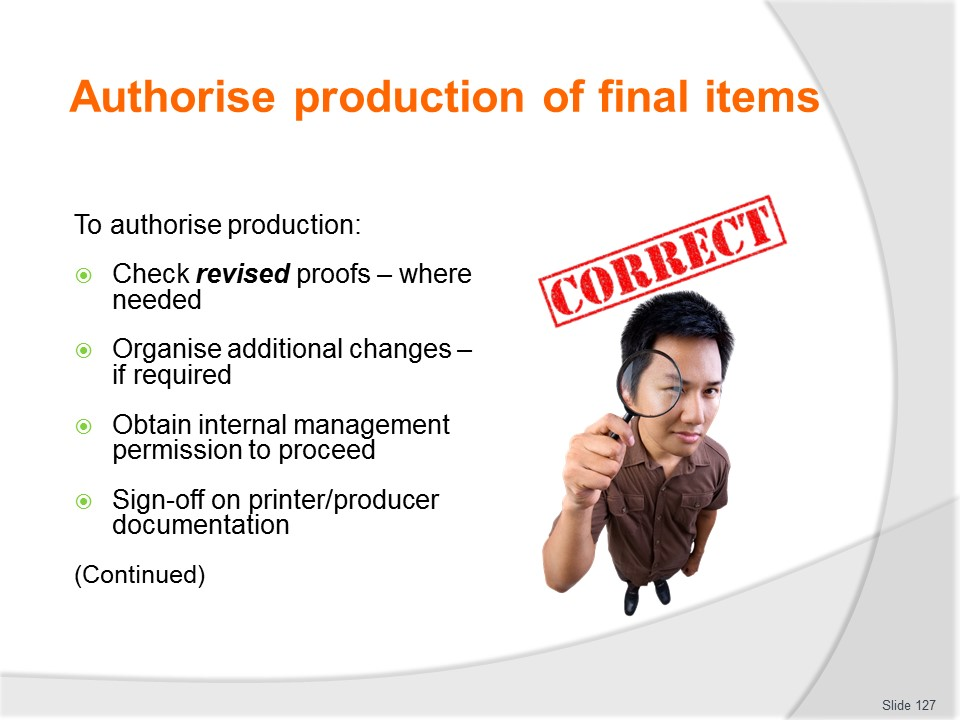 Authorise production of final items
To authorise production:
Check revised proofs – where
needed
Organise additional changes –
if required
Obtain internal management
permission to proceed
Sign-off on printer/producer
documentation
(Continued)
CORRECT
Slide 127